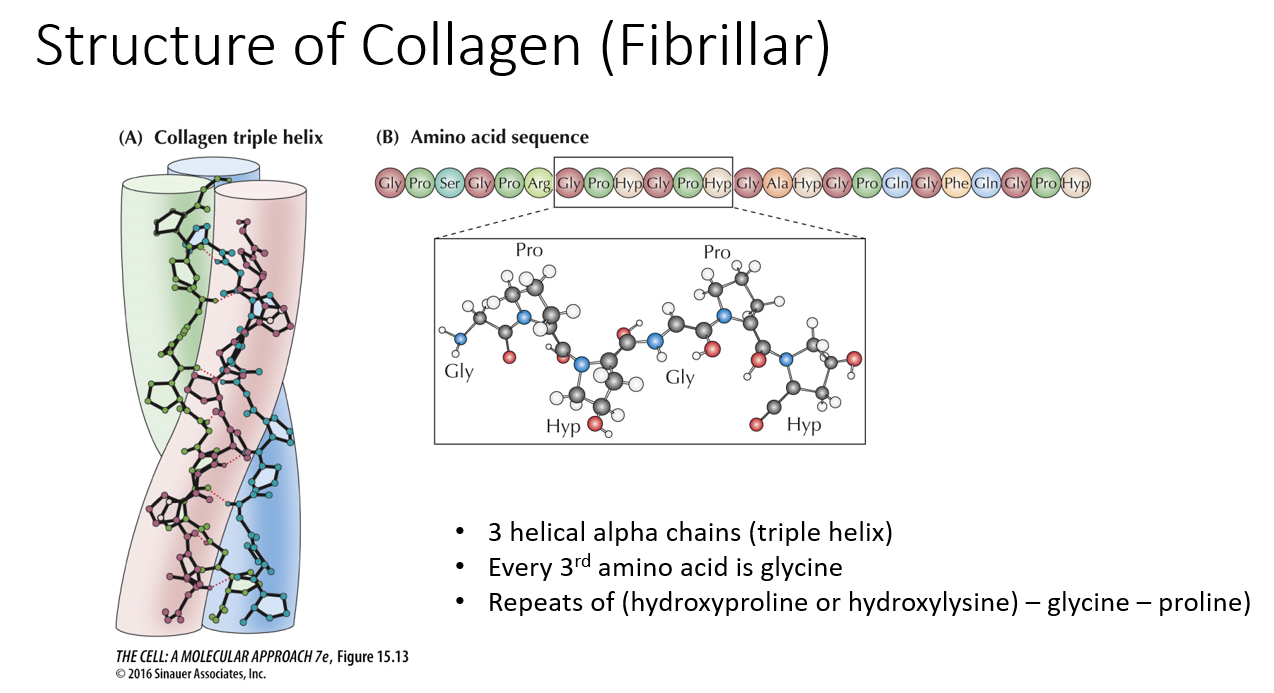 Structure of Collagen (Fibrillar)
(A) Collagen triple helix
(B) Amino acid sequence
Gly Pro Ser Gly Pro Arg Gly Pro Hyp Gly Pro Hyp Gly Ala Hyp Gly Pro Gln Gly Phe Gln Gly Pro Hyp
Pro
Pro
Gly
Gly
Hyp
Hyp
• 3 helical alpha chains (triple helix)
• Every 3rd amino acid is glycine
• Repeats of (hydroxyproline or hydroxylysine) – glycine – proline)
THE CELL: A MOLECULAR APPROACH 7e, Figure 15.13
© 2016 Sinauer Associates, Inc.